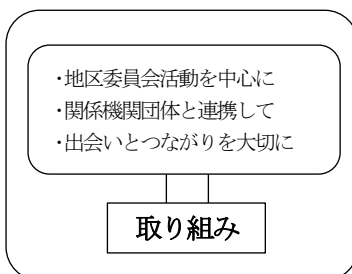 ・地区委員会活動を中心に
・関係機関団体と連携して
・出会いとつながりを大切に
取り組み